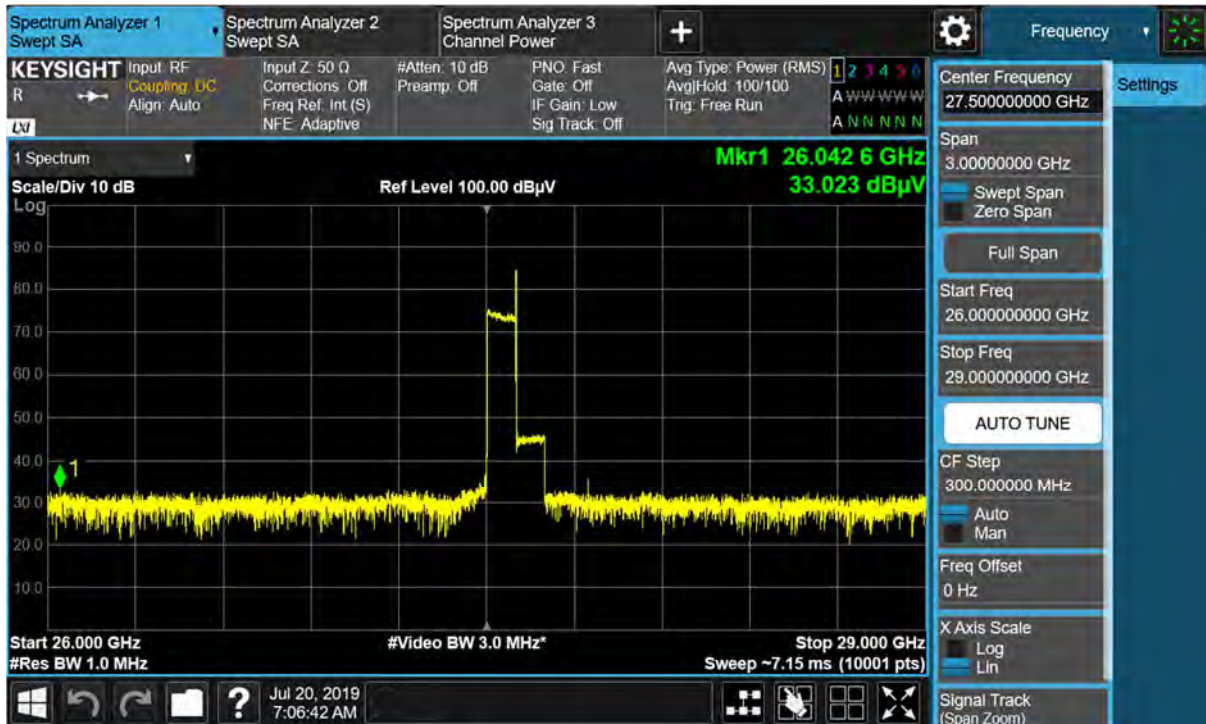 Spectrum Analyzer 1
Swept SA
Spectrum Analyzer 2
Swept SA
Spectrum Analyzer 3
Channel Power
+
Frequency
KEYSIGHT
R
LXI
Input: RF
Coupling: DC
Align: Auto
Input Z: 50 Ω
Corrections: Off
Freq Ref: Int (S)
NFE: Adaptive
#Atten: 10 dB
Preamp: Off
PNO: Fast
Gate: Off
IF Gain: Low
Sig Track: Off
Avg Type: Power (RMS)
Avg|Hold: 100/100
Trig: Free Run
1 2 3 4 5 6
A W W W W W
A N N N N N
1 Spectrum
Scale/Div 10 dB
Ref Level 100.00 dBµV
Mkr1 26.042 6 GHz
33.023 dBµV
Log
90.0
80.0
70.0
60.0
50.0
40.0
30.0
20.0
10.0
1
Start 26.000 GHz
#Res BW 1.0 MHz
#Video BW 3.0 MHz*
Stop 29.000 GHz
Sweep ~7.15 ms (10001 pts)
?
Jul 20, 2019
7:06:42 AM
Center Frequency
27.500000000 GHz
Settings
Span
3.00000000 GHz
Swept Span
Zero Span
Full Span
Start Freq
26.000000000 GHz
Stop Freq
29.000000000 GHz
AUTO TUNE
CF Step
300.000000 MHz
Auto
Man
Freq Offset
0 Hz
X Axis Scale
Log
Lin
Signal Track
(Span Zoom)